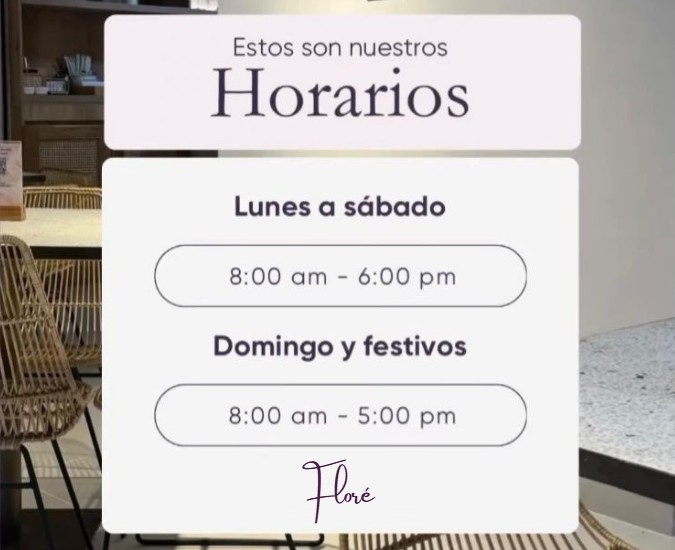 Estos son nuestros
Horarios
Lunes a sábado
8:00 am - 6:00 pm
Domingo y festivos
8:00 am - 5:00 pm
Floré